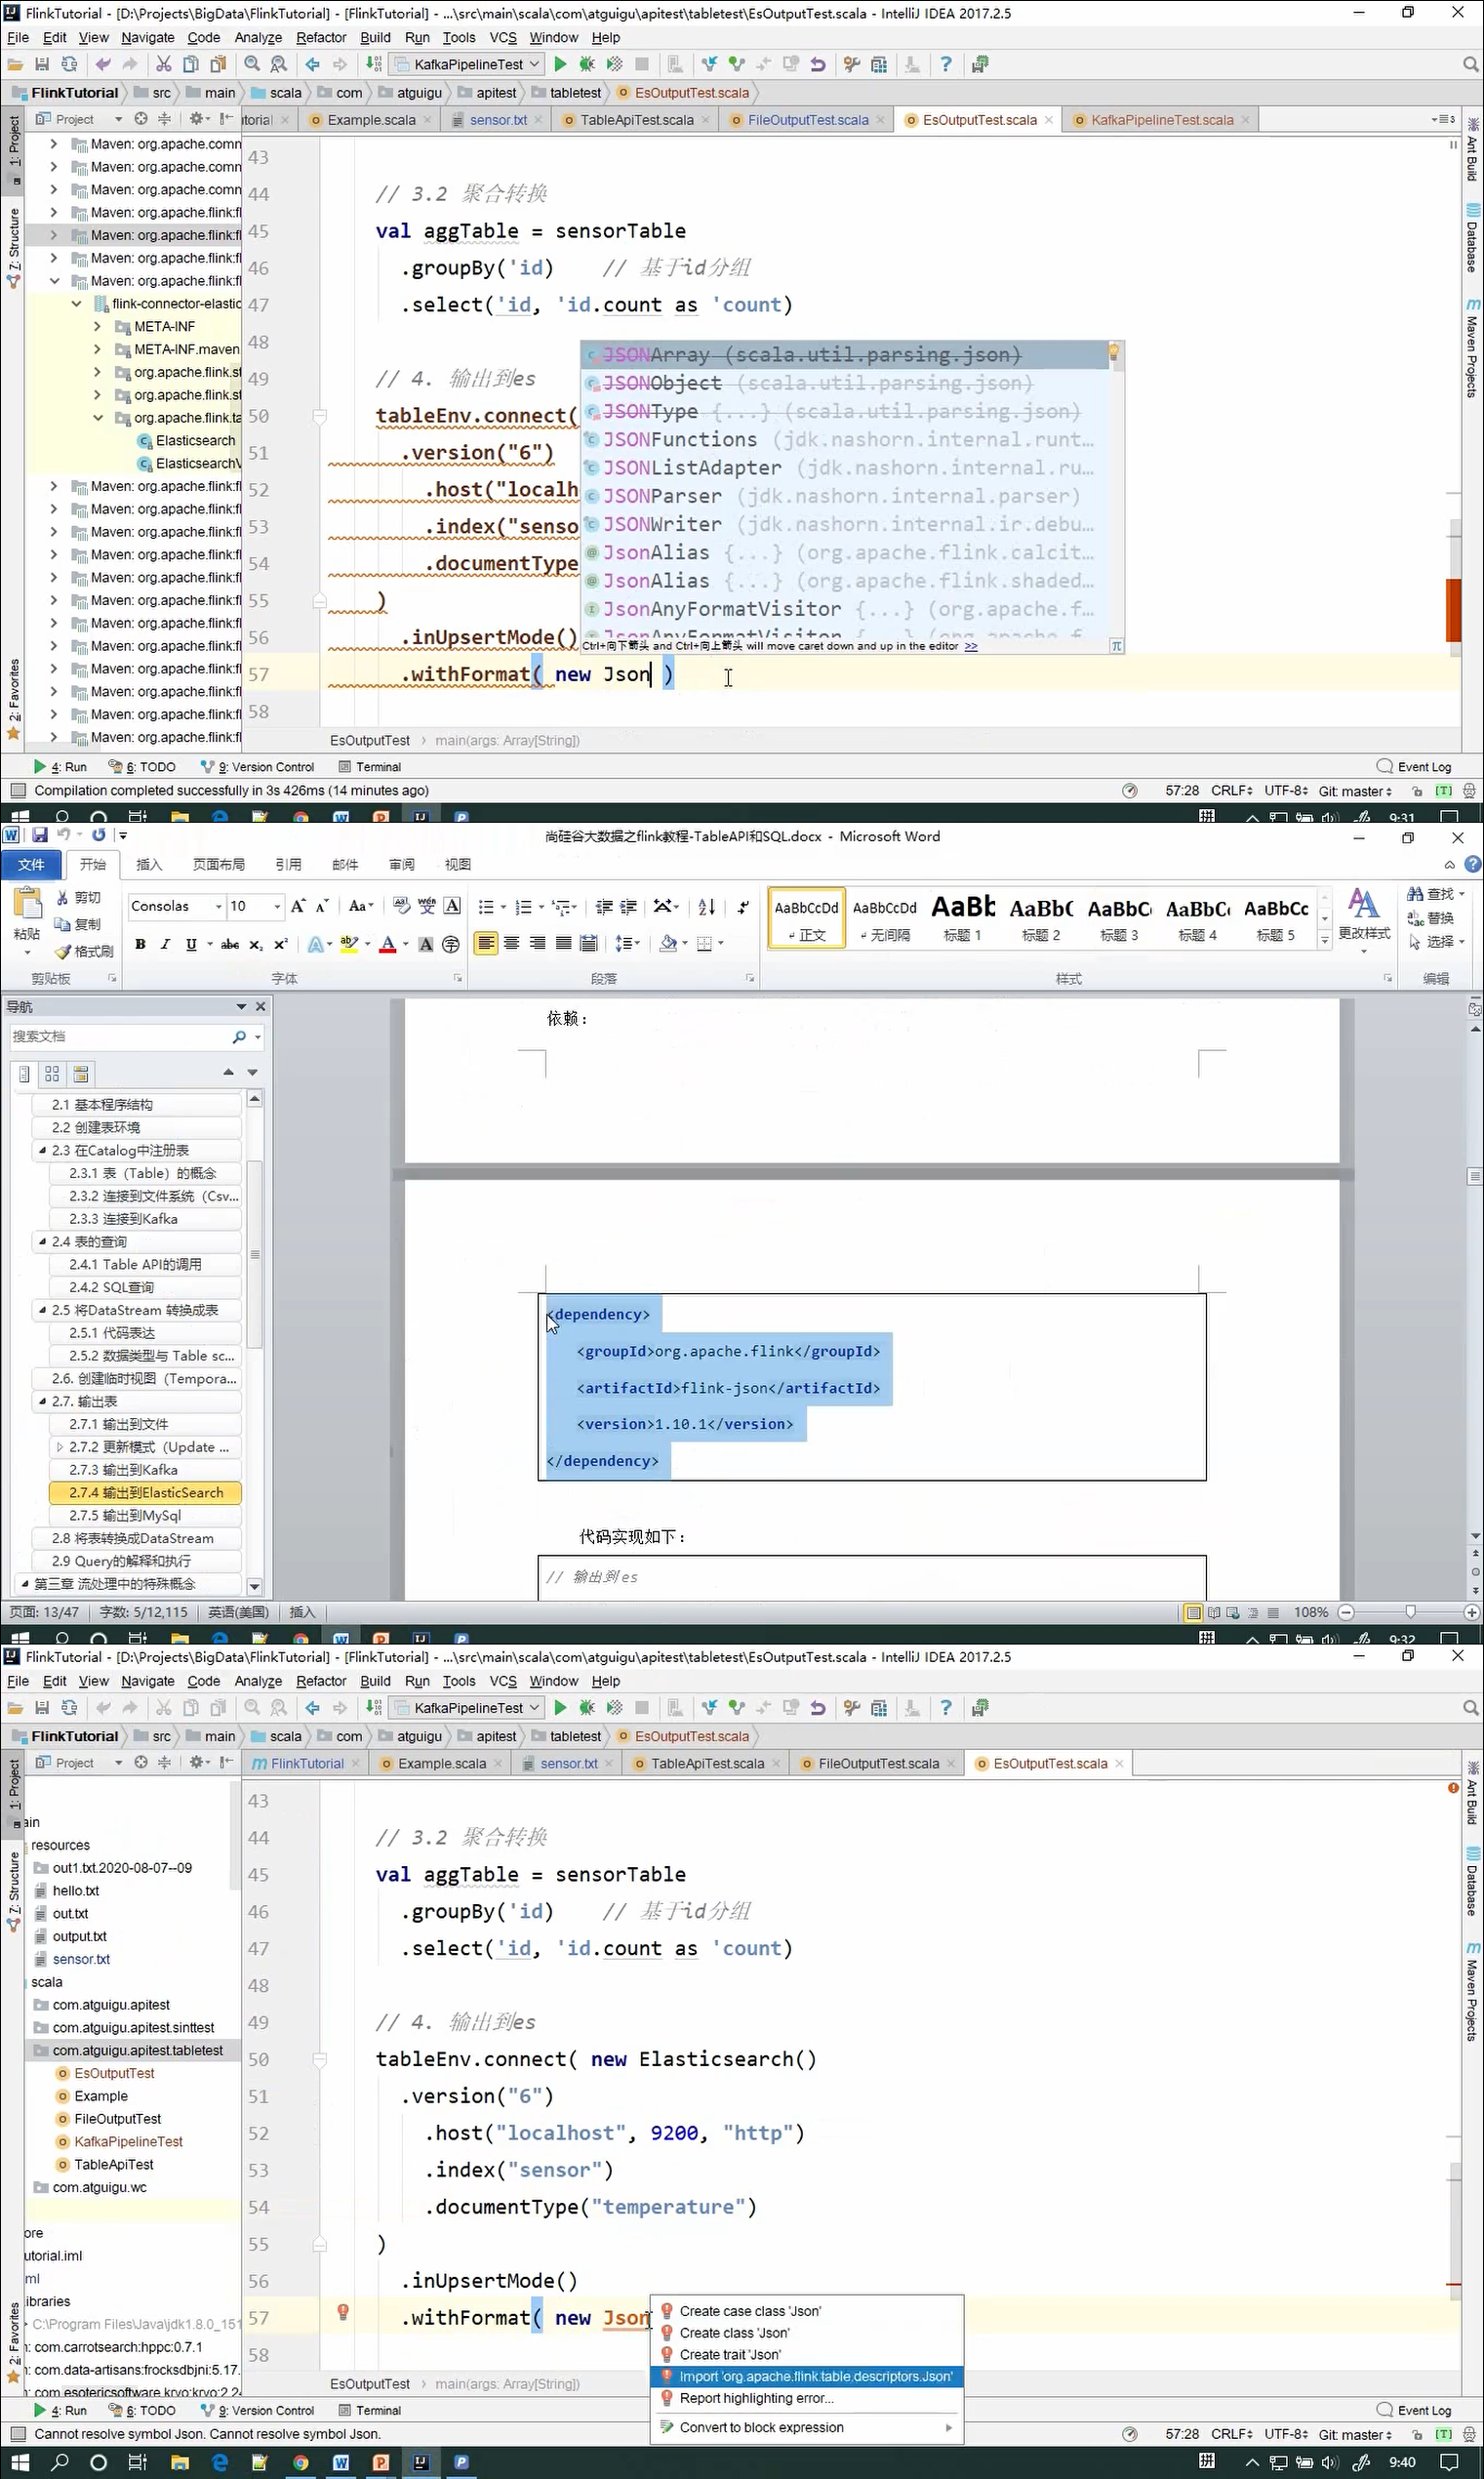 FlinkTutorial - [D:\Projects\BigData\FlinkTutorial] - [FlinkTutorial] - ...\src\main\scala\com\atguigu\apitest\tabletest\EsOutputTest.scala - IntelliJ IDEA 2017.2.5
File Edit View Navigate Code Analyze Refactor Build Run Tools VCS Window Help
KafkaPipelineTest
FlinkTutorial src main scala com atguigu apitest tabletest EsOutputTest.scala
Project
utorial Example.scala sensor.txt TableApiTest.scala FileOutputTest.scala EsOutputTest.scala KafkaPipelineTest.scala
1: Project
7: Structure
2: Favorites
Ant Build
Database
Maven Projects
Maven: org.apache.comn
Maven: org.apache.comn
Maven: org.apache.comn
Maven: org.apache.flink:fl
Maven: org.apache.flink:fl
Maven: org.apache.flink:fl
Maven: org.apache.flink:fl
flink-connector-elastic
META-INF
META-INF.maven
org.apache.flink.st
org.apache.flink.st
org.apache.flink.ta
Elasticsearch
ElasticsearchV
Maven: org.apache.flink:fl
Maven: org.apache.flink:fl
Maven: org.apache.flink:fl
Maven: org.apache.flink:fl
Maven: org.apache.flink:fl
Maven: org.apache.flink:fl
Maven: org.apache.flink:fl
Maven: org.apache.flink:fl
Maven: org.apache.flink:fl
Maven: org.apache.flink:fl
Maven: org.apache.flink:fl
Maven: org.apache.flink:fl
43
44 // 3.2 聚合转换
45 val aggTable = sensorTable
46 .groupBy('id) // 基于id分组
47 .select('id, 'id.count as 'count)
48
49 // 4. 输出到es
50 tableEnv.connect(
51 .version("6")
52 .host("localh
53 .index("senso
54 .documentType
55 )
56 .inUpsertMode()
57 .withFormat( new Json )
58
JSONArray (scala.util.parsing.json)
JSONObject (scala.util.parsing.json)
JSONType {...} (scala.util.parsing.json)
JSONFunctions (jdk.nashorn.internal.runt...
JSONListAdapter (jdk.nashorn.internal.ru...
JSONParser (jdk.nashorn.internal.parser)
JSONWriter (jdk.nashorn.internal.ir.debu...
JsonAlias {...} (org.apache.flink.calcit...
JsonAlias {...} (org.apache.flink.shaded...
JsonAnyFormatVisitor {...} (org.apache.f...
JsonAnyFormatVisitor {...} (org.apache.f...
Ctrl+向下箭头 and Ctrl+向上箭头 will move caret down and up in the editor >>
EsOutputTest main(args: Array[String])
4: Run 6: TODO 9: Version Control Terminal Event Log
Compilation completed successfully in 3s 426ms (14 minutes ago) 57:28 CRLF UTF-8 Git: master
9:31
尚硅谷大数据之flink教程-TableAPI和SQL.docx - Microsoft Word
文件 开始 插入 页面布局 引用 邮件 审阅 视图
粘贴
剪切
复制
格式刷
Consolas 10
AaBbCcDd AaBbCcDd AaBb AaBbC AaBbC AaBbCc AaBbCc
正文 无间隔 标题 1 标题 2 标题 3 标题 4 标题 5
更改样式
查找
替换
选择
剪贴板 字体 段落 样式 编辑
导航
搜索文档
2.1 基本程序结构
2.2 创建表环境
2.3 在Catalog中注册表
2.3.1 表（Table）的概念
2.3.2 连接到文件系统（Csv...
2.3.3 连接到Kafka
2.4 表的查询
2.4.1 Table API的调用
2.4.2 SQL查询
2.5 将DataStream 转换成表
2.5.1 代码表达
2.5.2 数据类型与 Table sc...
2.6. 创建临时视图（Tempora...
2.7. 输出表
2.7.1 输出到文件
2.7.2 更新模式（Update ...
2.7.3 输出到Kafka
2.7.4 输出到ElasticSearch
2.7.5 输出到MySql
2.8 将表转换成DataStream
2.9 Query的解释和执行
第三章 流处理中的特殊概念
依赖：
<dependency>
<groupId>org.apache.flink</groupId>
<artifactId>flink-json</artifactId>
<version>1.10.1</version>
</dependency>
代码实现如下：
// 输出到es
页面: 13/47 字数: 5/12,115 英语(美国) 插入 108%
9:32
FlinkTutorial - [D:\Projects\BigData\FlinkTutorial] - [FlinkTutorial] - ...\src\main\scala\com\atguigu\apitest\tabletest\EsOutputTest.scala - IntelliJ IDEA 2017.2.5
File Edit View Navigate Code Analyze Refactor Build Run Tools VCS Window Help
KafkaPipelineTest
FlinkTutorial src main scala com atguigu apitest tabletest EsOutputTest.scala
Project
FlinkTutorial Example.scala sensor.txt TableApiTest.scala FileOutputTest.scala EsOutputTest.scala
1: Project
7: Structure
2: Favorites
Ant Build
Database
Maven Projects
ain
resources
out1.txt.2020-08-07--09
hello.txt
out.txt
output.txt
sensor.txt
scala
com.atguigu.apitest
com.atguigu.apitest.sinttest
com.atguigu.apitest.tabletest
EsOutputTest
Example
FileOutputTest
KafkaPipelineTest
TableApiTest
com.atguigu.wc
ore
utorial.iml
ml
ibraries
C:\Program Files\Java\jdk1.8.0_151
: com.carrotsearch:hppc:0.7.1
: com.data-artisans:frocksdbjni:5.17.
: com.esotericsoftware.kryo:kryo:2.24
43
44 // 3.2 聚合转换
45 val aggTable = sensorTable
46 .groupBy('id) // 基于id分组
47 .select('id, 'id.count as 'count)
48
49 // 4. 输出到es
50 tableEnv.connect( new Elasticsearch()
51 .version("6")
52 .host("localhost", 9200, "http")
53 .index("sensor")
54 .documentType("temperature")
55 )
56 .inUpsertMode()
57 .withFormat( new Json
58
Create case class 'Json'
Create class 'Json'
Create trait 'Json'
Import 'org.apache.flink.table.descriptors.Json'
Report highlighting error...
Convert to block expression
EsOutputTest main(args: Array[String])
4: Run 6: TODO 9: Version Control Terminal Event Log
Cannot resolve symbol Json. Cannot resolve symbol Json. 57:28 CRLF UTF-8 Git: master
9:40